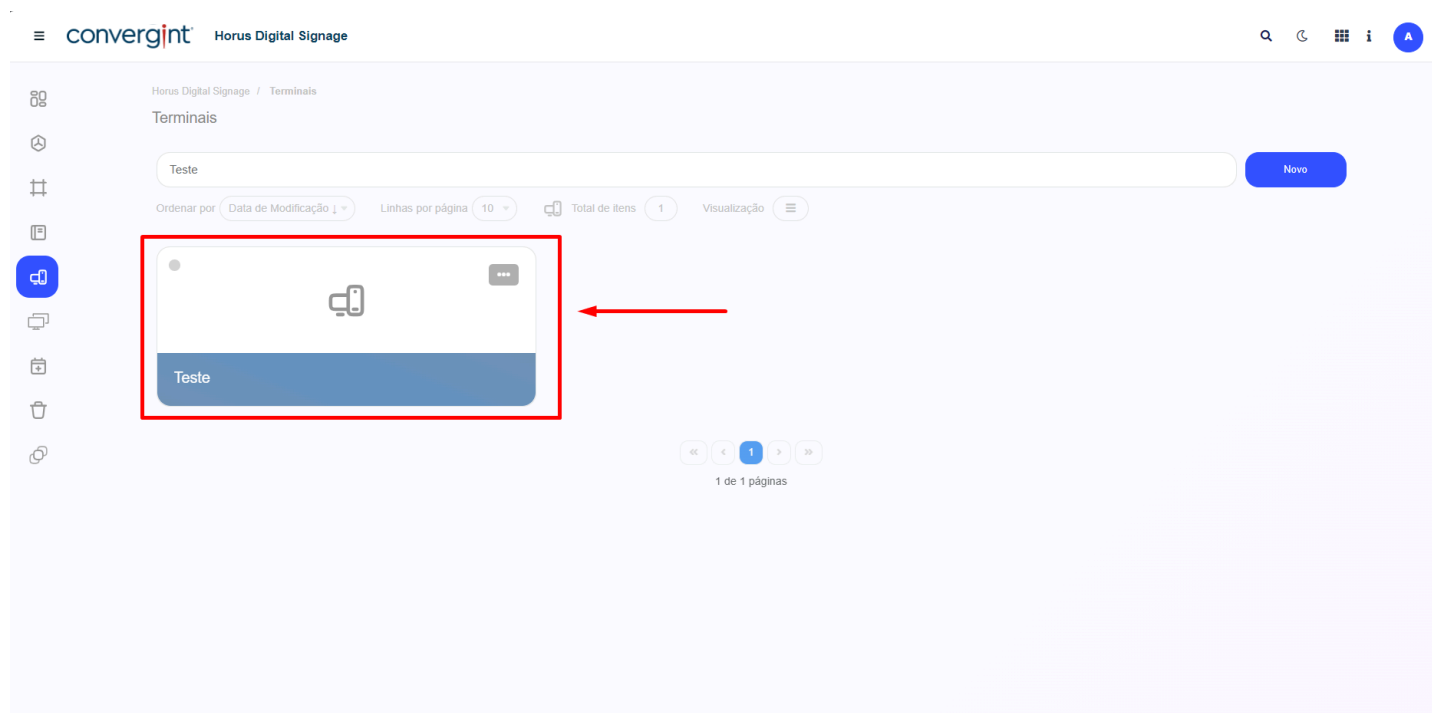 convergint Horus Digital Signage
A
Horus Digital Signage / Terminais
Terminais
Teste
Novo
Ordenar por Data de Modificação ↓ Linhas por página 10 Total de itens 1 Visualização
Teste
« < 1 > »
1 de 1 páginas